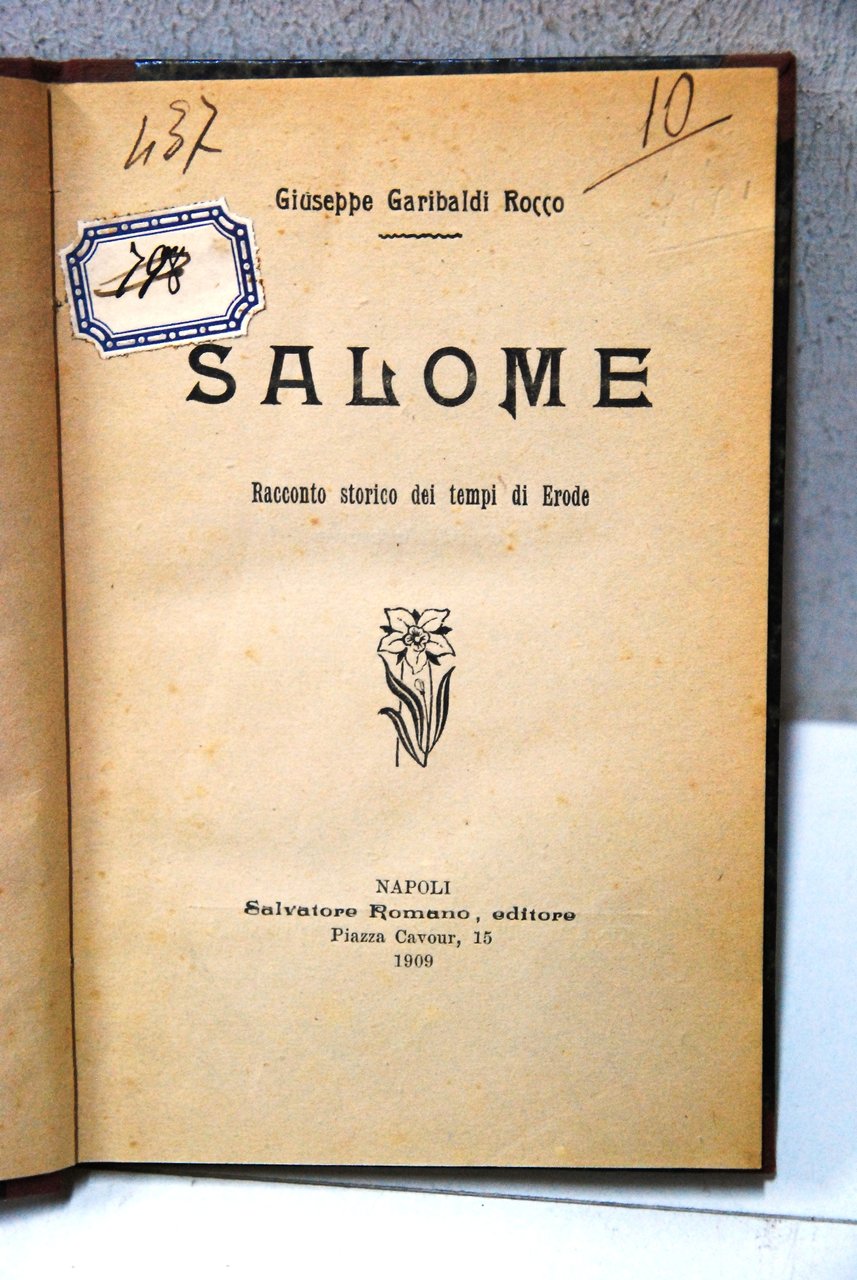 437
10
Giuseppe Garibaldi Rocco
798
SALOME
Racconto storico dei tempi di Erode
NAPOLI
Salvatore Romano, editore
Piazza Cavour, 15
1909